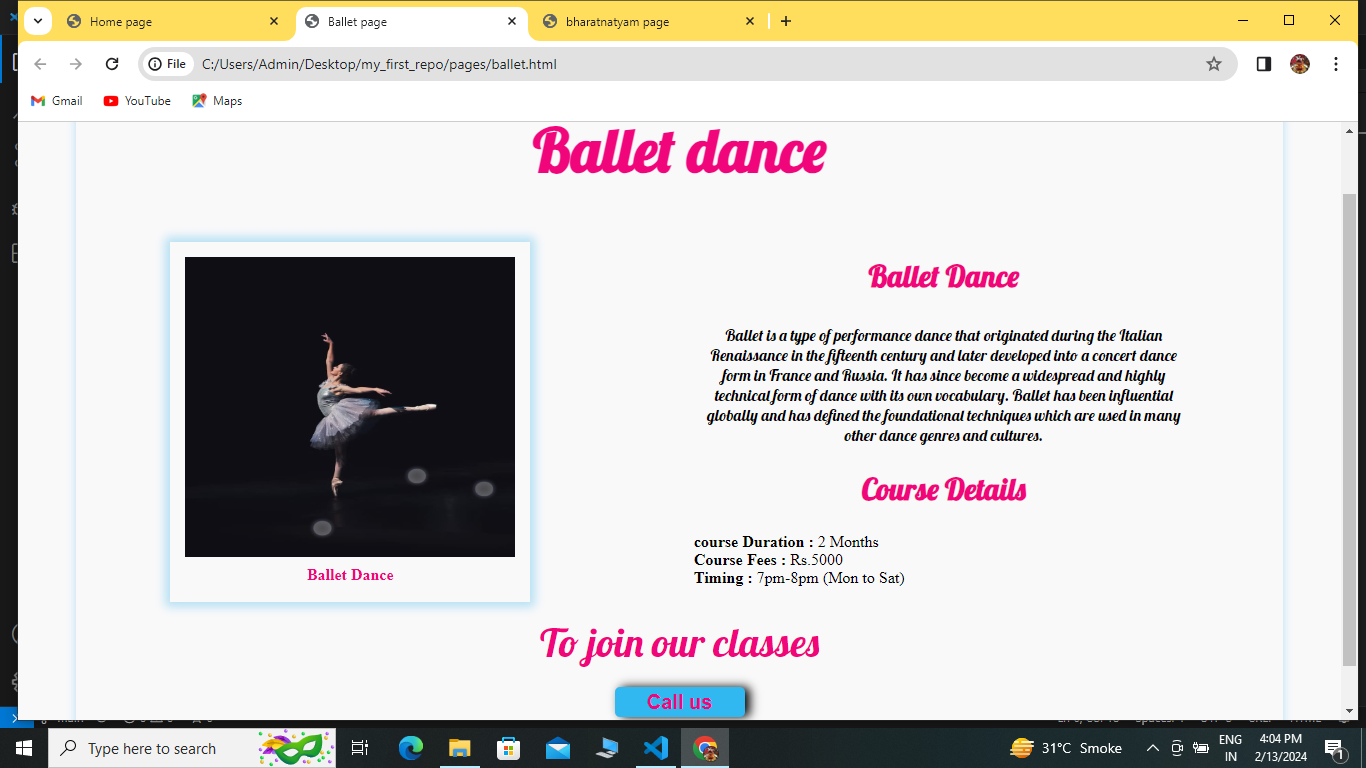 Home page
Ballet page
bharatnatyam page
File
C:/Users/Admin/Desktop/my_first_repo/pages/ballet.html
Gmail
YouTube
Maps
Ballet dance
Ballet Dance
Ballet Dance
Ballet is a type of performance dance that originated during the Italian
Renaissance in the fifteenth century and later developed into a concert dance
form in France and Russia. It has since become a widespread and highly
technical form of dance with its own vocabulary. Ballet has been influential
globally and has defined the foundational techniques which are used in many
other dance genres and cultures.
Course Details
course Duration : 2 Months
Course Fees : Rs.5000
Timing : 7pm-8pm (Mon to Sat)
To join our classes
Call us
Type here to search
31°C Smoke
ENG
IN
4:04 PM
2/13/2024
1